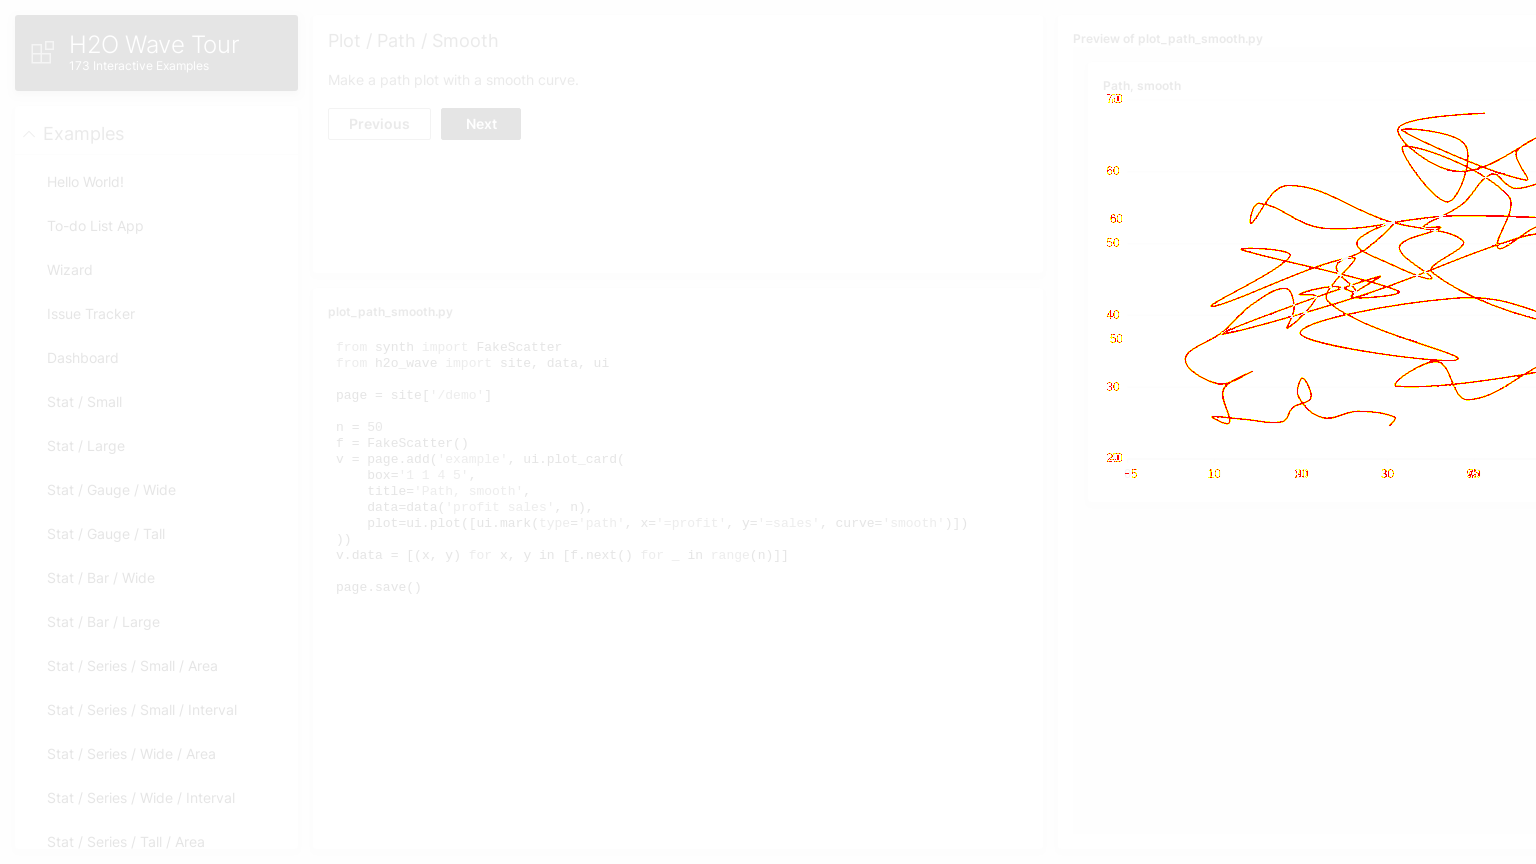 H2O Wave Tour
173 Interactive Examples
Examples
Hello World!
To-do List App
Wizard
Issue Tracker
Dashboard
Stat / Small
Stat / Large
Stat / Gauge / Wide
Stat / Gauge / Tall
Stat / Bar / Wide
Stat / Bar / Large
Stat / Series / Small / Area
Stat / Series / Small / Interval
Stat / Series / Wide / Area
Stat / Series / Wide / Interval
Stat / Series / Tall / Area
Plot / Path / Smooth
Make a path plot with a smooth curve.
Previous
Next
plot_path_smooth.py
from synth import FakeScatter
from h2o_wave import site, data, ui
page = site['/demo']
n = 50
f = FakeScatter()
v = page.add('example', ui.plot_card(
box='1 1 4 5',
title='Path, smooth',
data=data('profit sales', n),
plot=ui.plot([ui.mark(type='path', x='=profit', y='=sales', curve='smooth')])
))
v.data = [(x, y) for x, y in [f.next() for _ in range(n)]]
page.save()
Preview of plot_path_smooth.py
Path, smooth
60
60
50
40
50
30
10
30